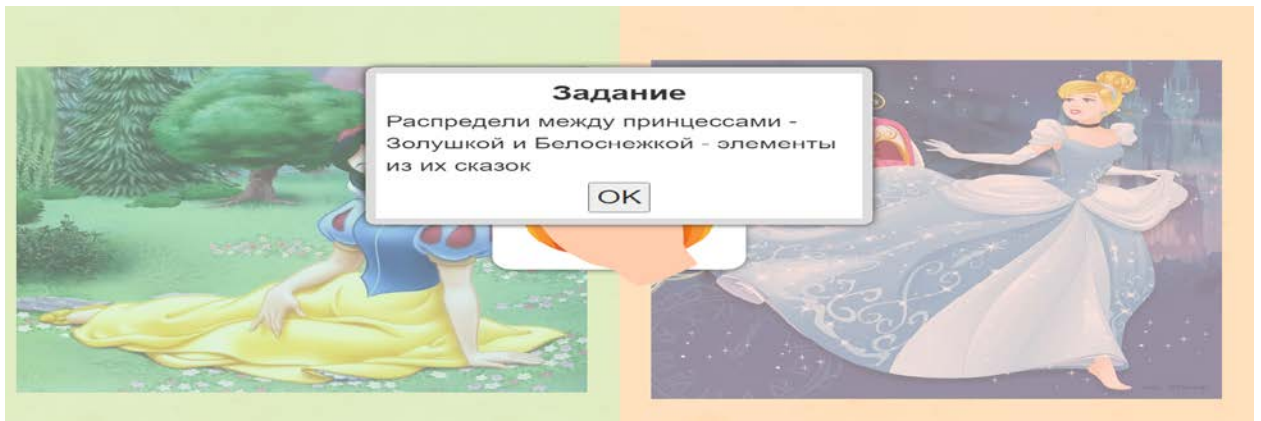 Задание
Распредели между принцессами -
Золушкой и Белоснежкой - элементы
из их сказок
OK